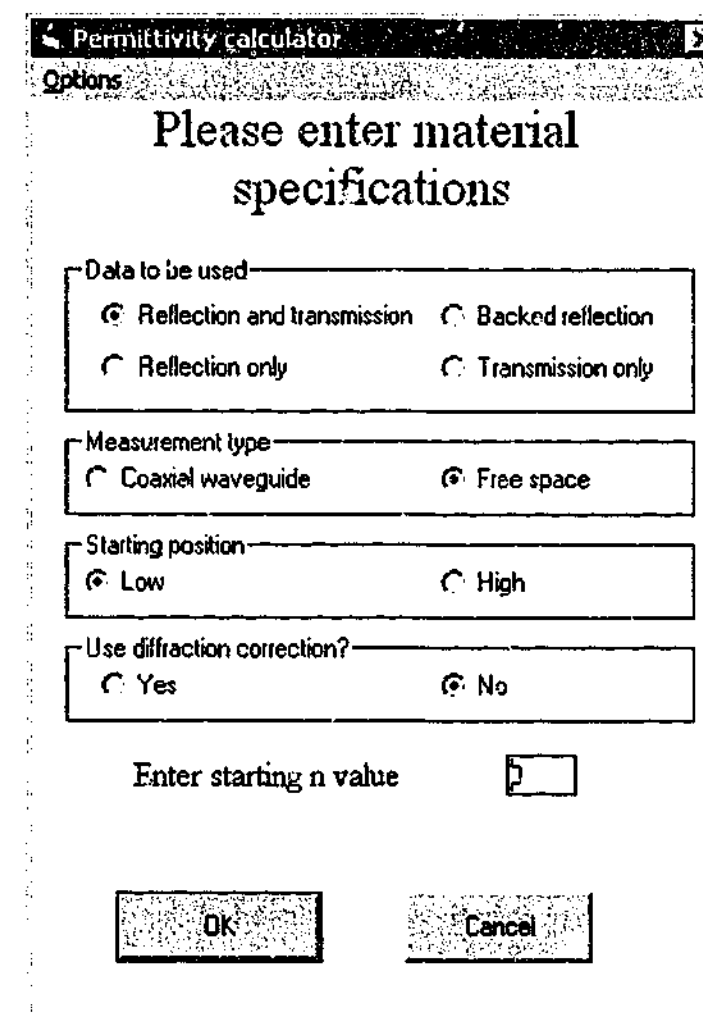 Permittivity calculator
Options
Please enter material
specifications
Data to be used
Reflection and transmission Backed reflection
Reflection only Transmission only
Measurement type
Coaxial waveguide Free space
Starting position
Low High
Use diffraction correction?
Yes No
Enter starting n value
OK Cancel